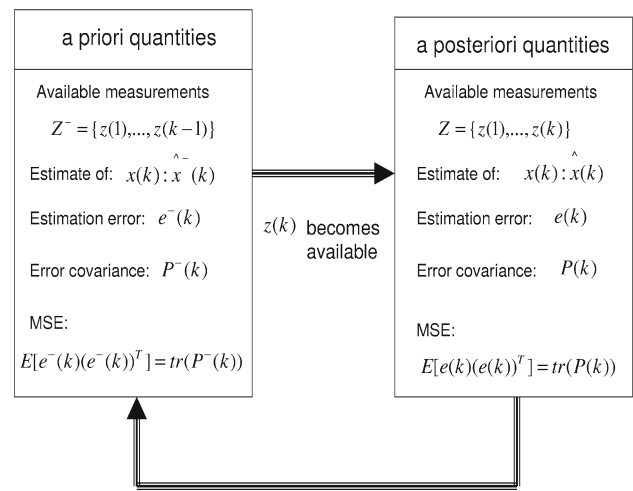 a priori quantities
Available measurements
Z⁻ = {z(1),...,z(k−1)}
Estimate of: x(k): x̂⁻(k)
Estimation error: e⁻(k)
Error covariance: P⁻(k)
MSE:
E[e⁻(k)(e⁻(k))ᵀ] = tr(P⁻(k))
z(k) becomes
available
a posteriori quantities
Available measurements
Z = {z(1),...,z(k)}
Estimate of: x(k): x̂(k)
Estimation error: e(k)
Error covariance: P(k)
MSE:
E[e(k)(e(k))ᵀ] = tr(P(k))